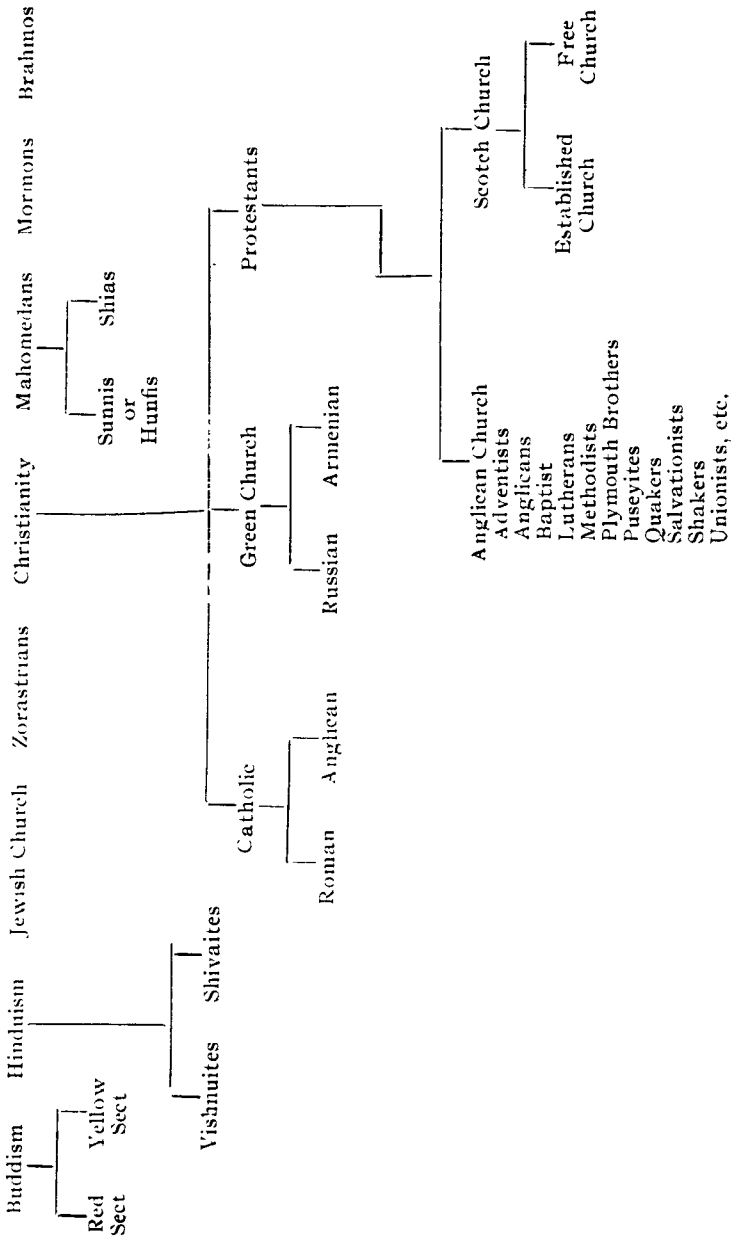 Buddism Hinduism Jewish Church Zorastrians Christianity Mahomedans Mormons Brahmos
Red
Sect
Yellow
Sect
Vishnuites Shivaites
Sunnis
or
Hunfis
Shias
Catholic Green Church Protestants
Roman Anglican Russian Armenian
Anglican Church
Adventists
Anglicans
Baptist
Lutherans
Methodists
Plymouth Brothers
Puseyites
Quakers
Salvationists
Shakers
Unionists, etc.
Scotch Church
Established
Church
Free
Church